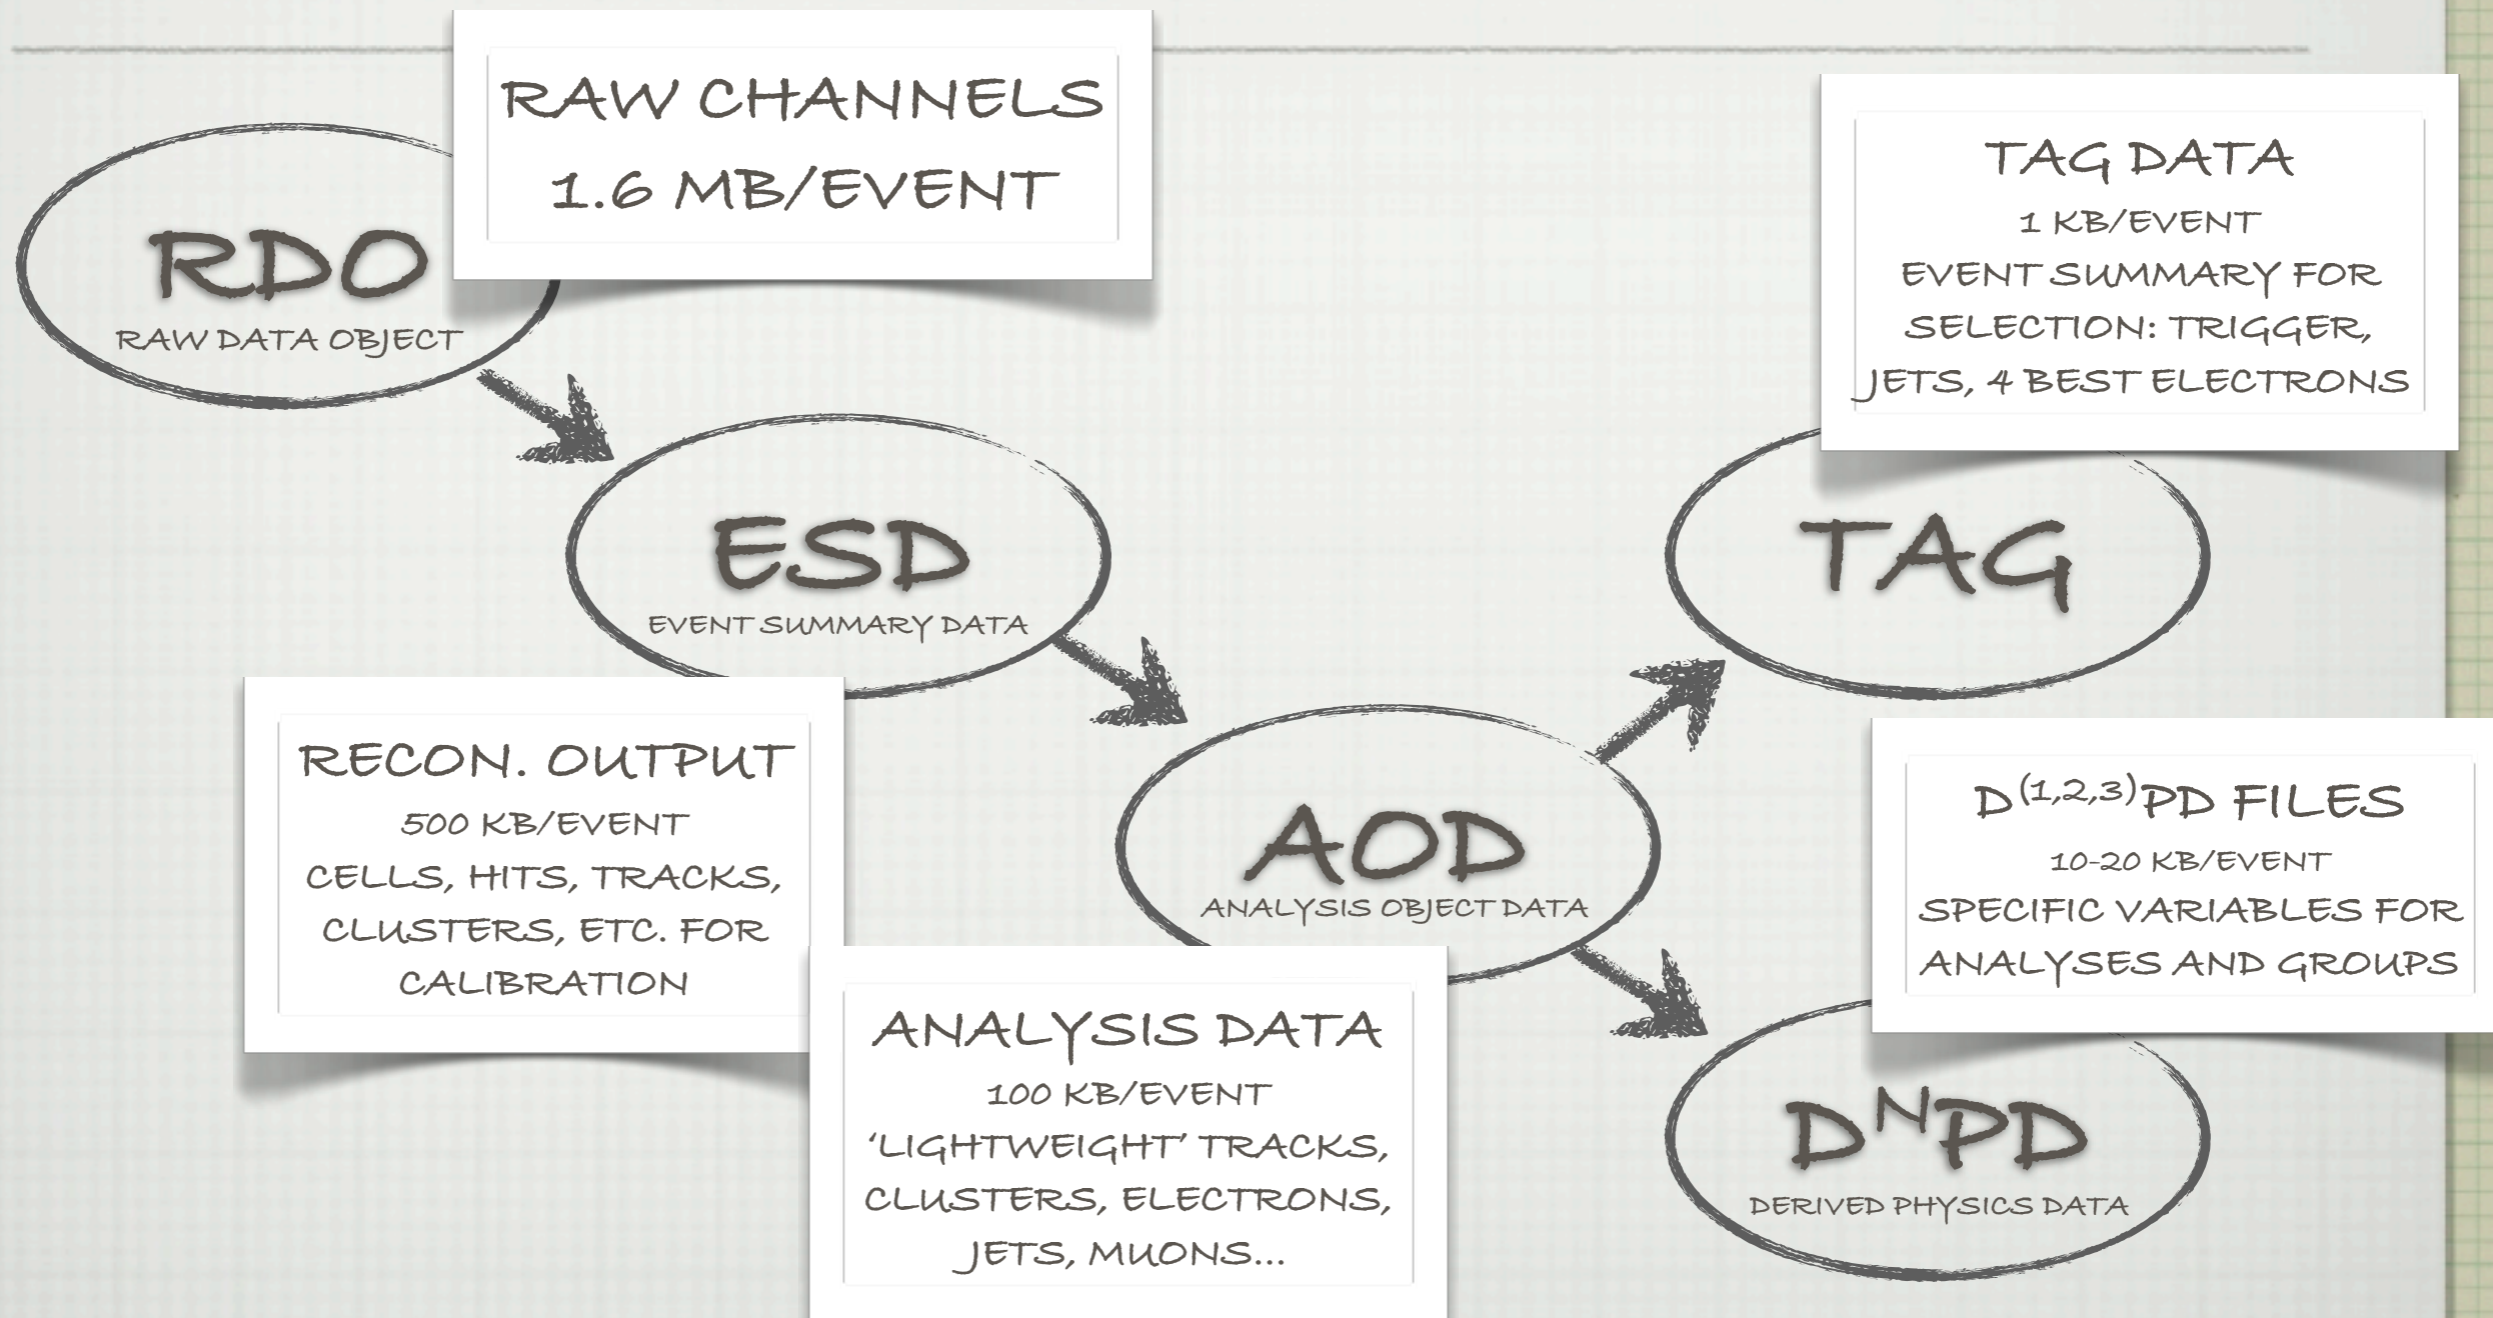 RAW CHANNELS
1.6 MB/EVENT
RDO
RAW DATA OBJECT
TAG DATA
1 KB/EVENT
EVENT SUMMARY FOR
SELECTION: TRIGGER,
JETS, 4 BEST ELECTRONS
ESD
EVENT SUMMARY DATA
TAG
RECON. OUTPUT
500 KB/EVENT
CELLS, HITS, TRACKS,
CLUSTERS, ETC. FOR
CALIBRATION
AOD
ANALYSIS OBJECT DATA
D(1,2,3)PD FILES
10-20 KB/EVENT
SPECIFIC VARIABLES FOR
ANALYSES AND GROUPS
ANALYSIS DATA
100 KB/EVENT
‘LIGHTWEIGHT’ TRACKS,
CLUSTERS, ELECTRONS,
JETS, MUONS...
DNPD
DERIVED PHYSICS DATA